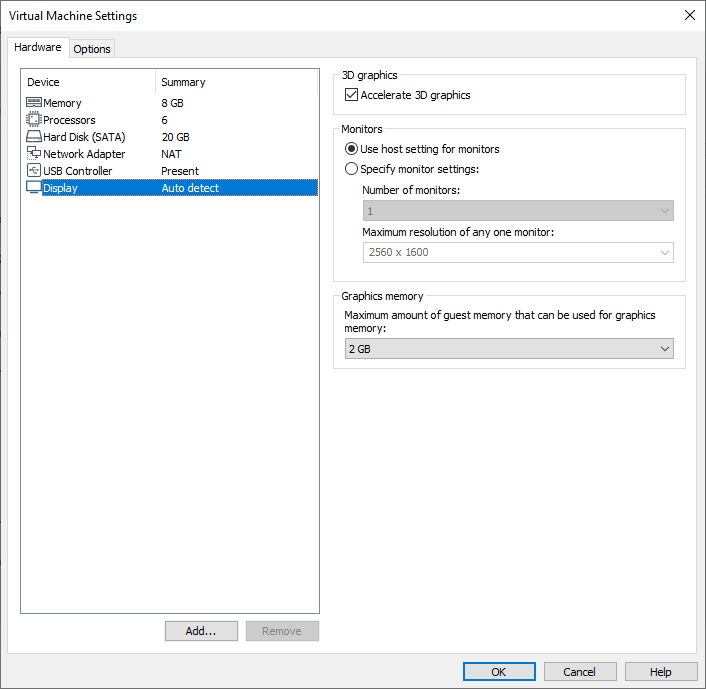 Virtual Machine Settings
Hardware
Options
Device Summary
Memory 8 GB
Processors 6
Hard Disk (SATA) 20 GB
Network Adapter NAT
USB Controller Present
Display Auto detect
Add...
Remove
3D graphics
Accelerate 3D graphics
Monitors
Use host setting for monitors
Specify monitor settings:
Number of monitors:
1
Maximum resolution of any one monitor:
2560 x 1600
Graphics memory
Maximum amount of guest memory that can be used for graphics
memory:
2 GB
OK
Cancel
Help